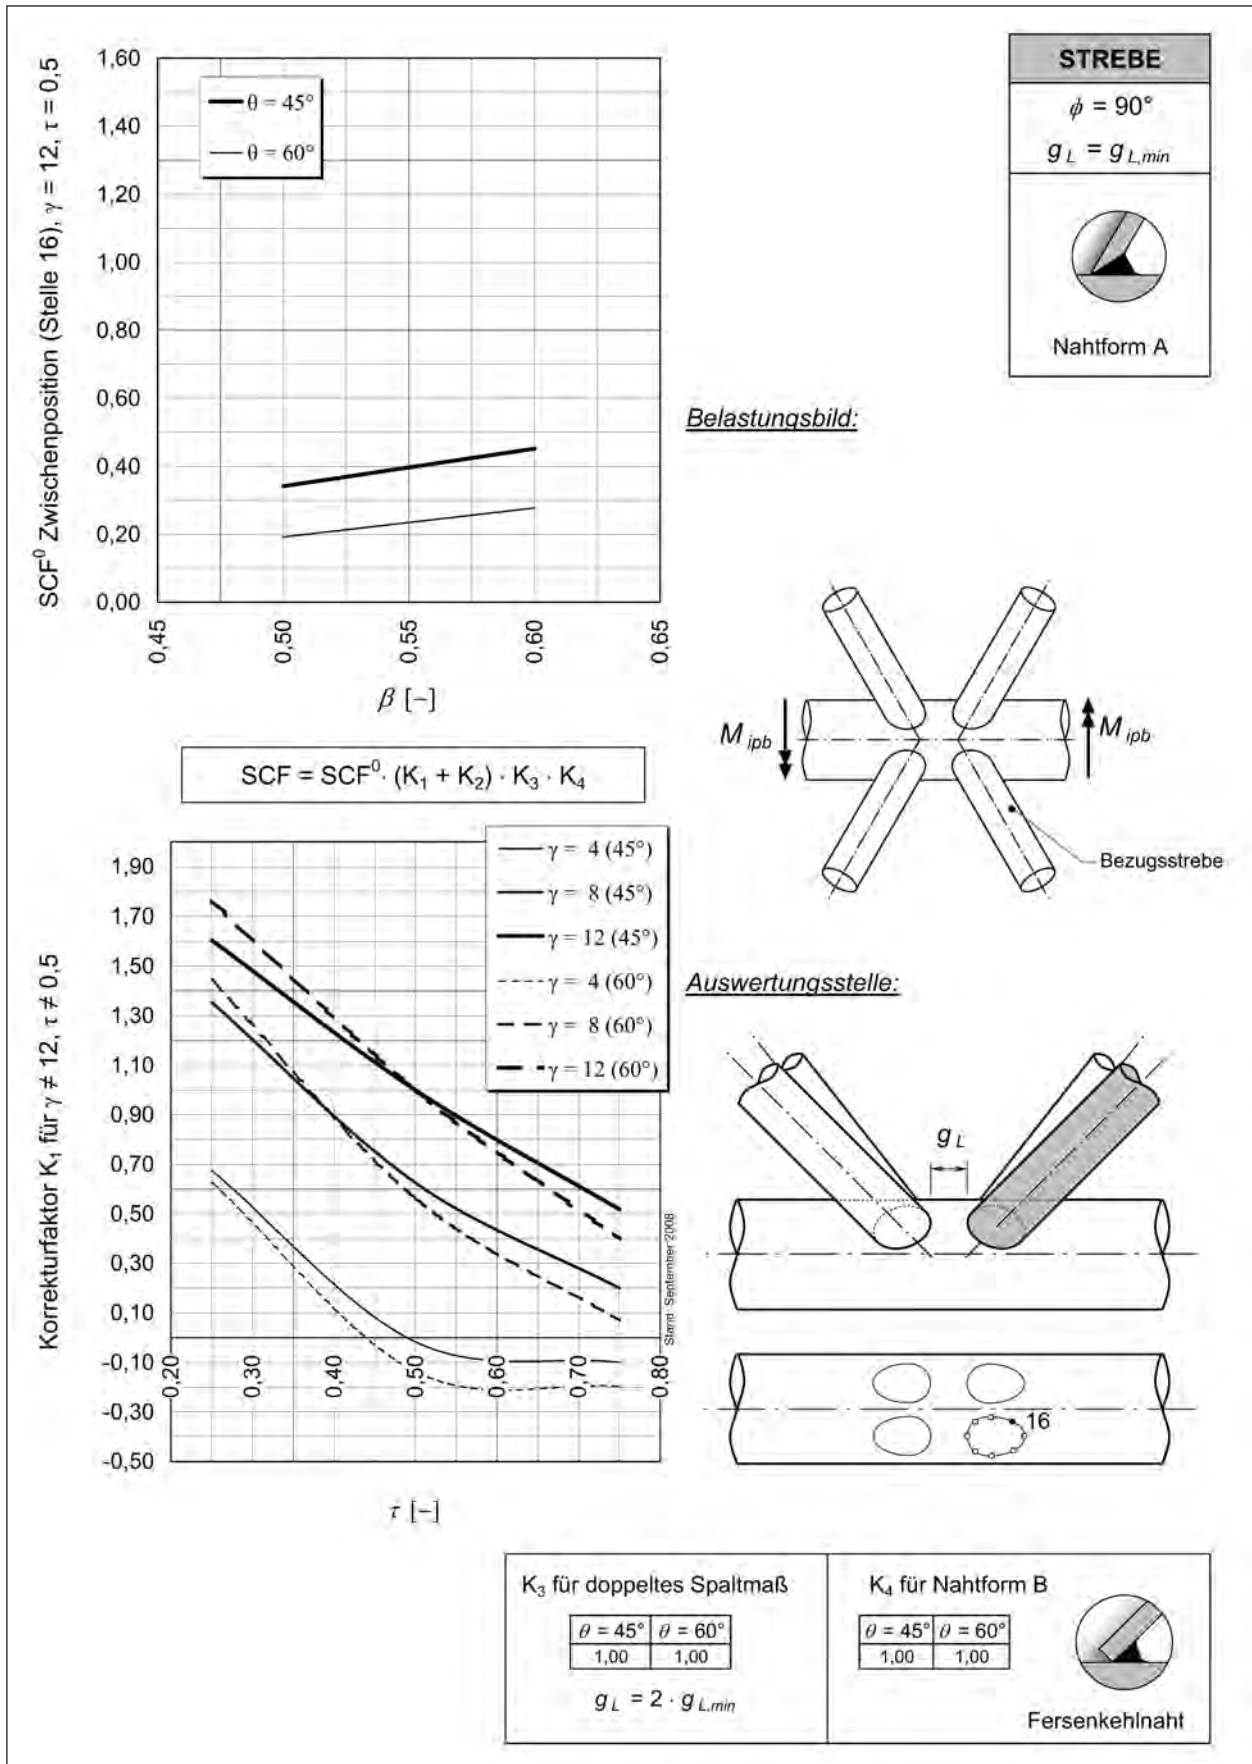 SCF⁰ Zwischenposition (Stelle 16), γ = 12, τ = 0,5
1,60
1,40
1,20
1,00
0,80
0,60
0,40
0,20
0,00
θ = 45°
θ = 60°
0,45
0,50
0,55
0,60
0,65
β [–]
STREBE
ϕ = 90°
g L = g L,min
Nahtform A
Belastungsbild:
M ipb
M ipb
Bezugsstrebe
SCF = SCF⁰· (K₁ + K₂) · K₃ · K₄
Korrekturfaktor K₁ für γ ≠ 12, τ ≠ 0,5
1,90
1,70
1,50
1,30
1,10
0,90
0,70
0,50
0,30
0,10
-0,10
-0,30
-0,50
γ = 4 (45°)
γ = 8 (45°)
γ = 12 (45°)
γ = 4 (60°)
γ = 8 (60°)
γ = 12 (60°)
0,20
0,30
0,40
0,50
0,60
0,70
0,80
Stand: September 2008
τ [–]
Auswertungsstelle:
g L
16
K₃ für doppeltes Spaltmaß
θ = 45° θ = 60°
1,00 1,00
g L = 2 · g L,min
K₄ für Nahtform B
θ = 45° θ = 60°
1,00 1,00
Fersenkehlnaht